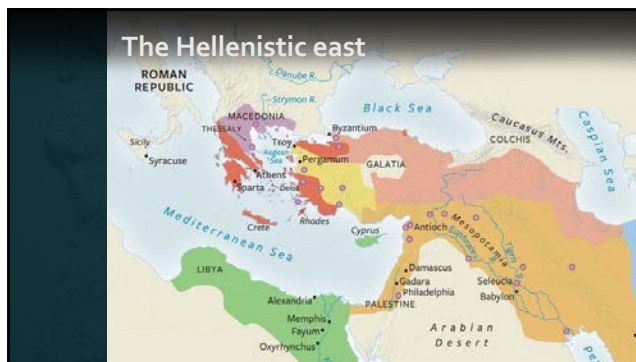 The Hellenistic east
ROMAN
REPUBLIC
Danube R.
Strymon R.
Black Sea
Caucasus Mts.
Caspian Sea
MACEDONIA
Byzantium
COLCHIS
THESSALY
Troy
Sicily
Aegean
Sea
Pergamum
GALATIA
Syracuse
Athens
Sparta
Delos
Mesopotamia
Rhodes
Antioch
Tigris R.
Crete
Cyprus
Euphrates R.
Mediterranean Sea
LIBYA
Damascus
Seleucia
Gadara
Babylon
Alexandria
Philadelphia
PALESTINE
Memphis
Arabian
Desert
Fayum
Oxyrhynchus